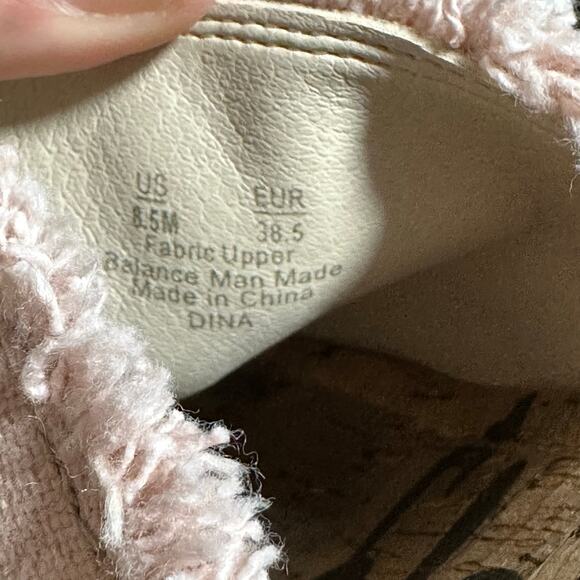 US EUR
8.5M 38.5
Fabric Upper
Balance Man Made
Made in China
DINA